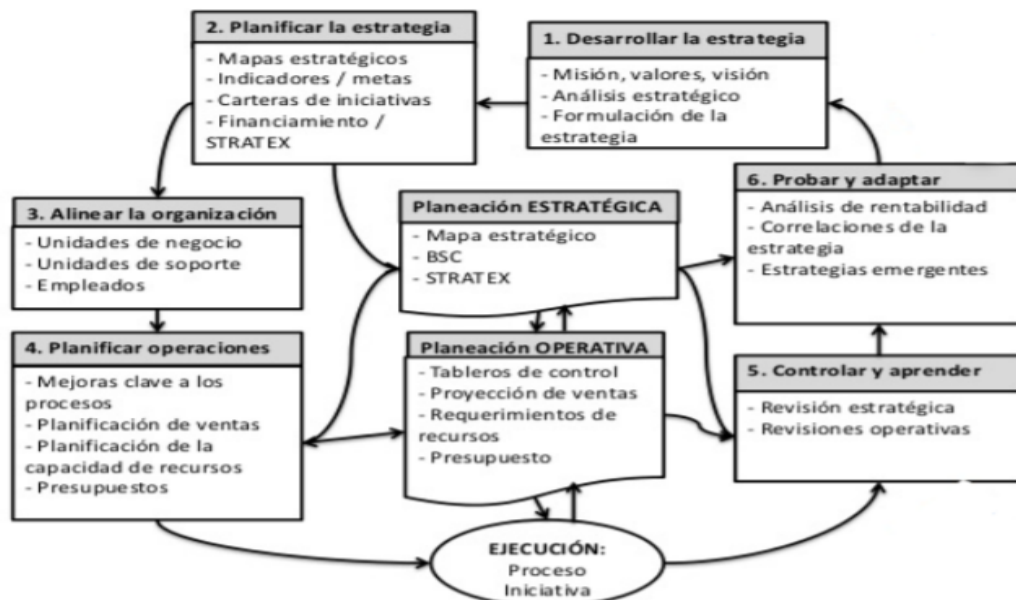 2. Planificar la estrategia
- Mapas estratégicos
- Indicadores / metas
- Carteras de iniciativas
- Financiamiento /
STRATEX
1. Desarrollar la estrategia
- Misión, valores, visión
- Análisis estratégico
- Formulación de la
estrategia
3. Alinear la organización
- Unidades de negocio
- Unidades de soporte
- Empleados
Planeación ESTRATÉGICA
- Mapa estratégico
- BSC
- STRATEX
6. Probar y adaptar
- Análisis de rentabilidad
- Correlaciones de la
estrategia
- Estrategias emergentes
4. Planificar operaciones
- Mejoras clave a los
procesos
- Planificación de ventas
- Planificación de la
capacidad de recursos
- Presupuestos
Planeación OPERATIVA
- Tableros de control
- Proyección de ventas
- Requerimientos de
recursos
- Presupuesto
5. Controlar y aprender
- Revisión estratégica
- Revisiones operativas
EJECUCIÓN:
Proceso
Iniciativa